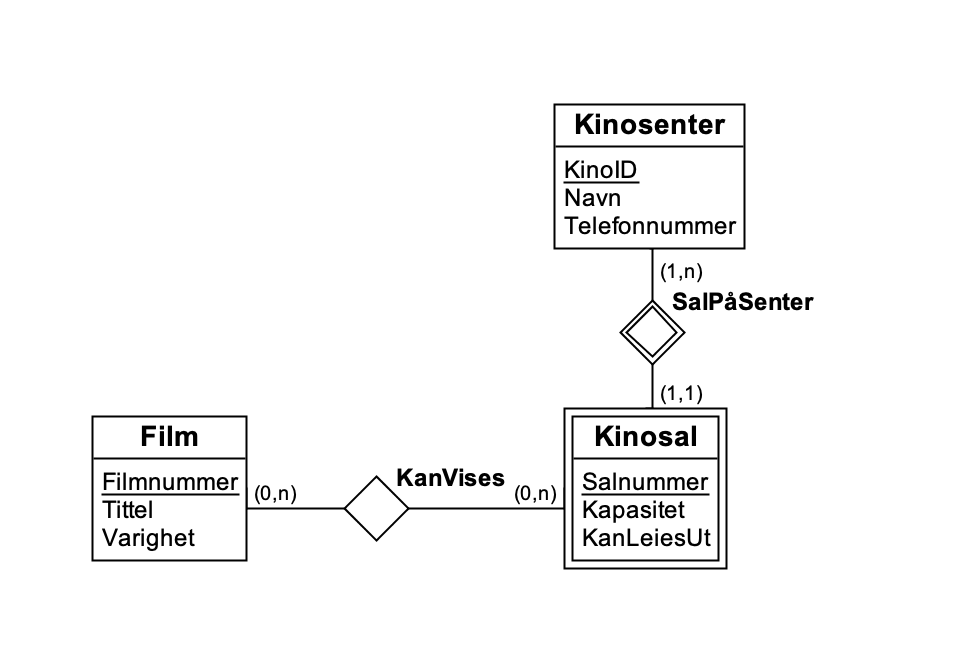 Kinosenter
KinoID
Navn
Telefonnummer
(1,n)
SalPåSenter
(1,1)
Film
Filmnummer
Tittel
Varighet
(0,n)
KanVises
(0,n)
Kinosal
Salnummer
Kapasitet
KanLeiesUt